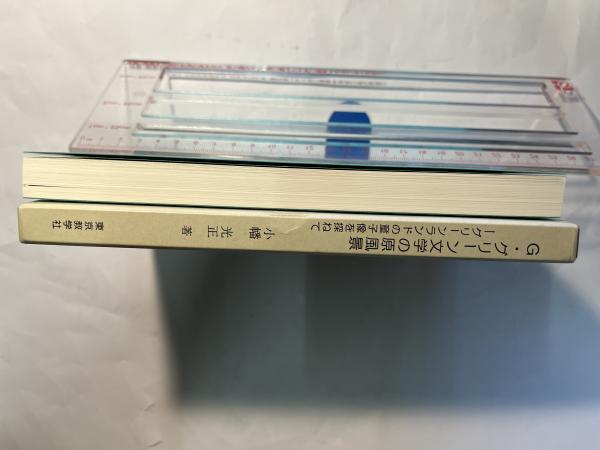 G・グリーン文学の原風景
―グリーンランドの童子像を探ねて
小幡 光正 著
東京教学社